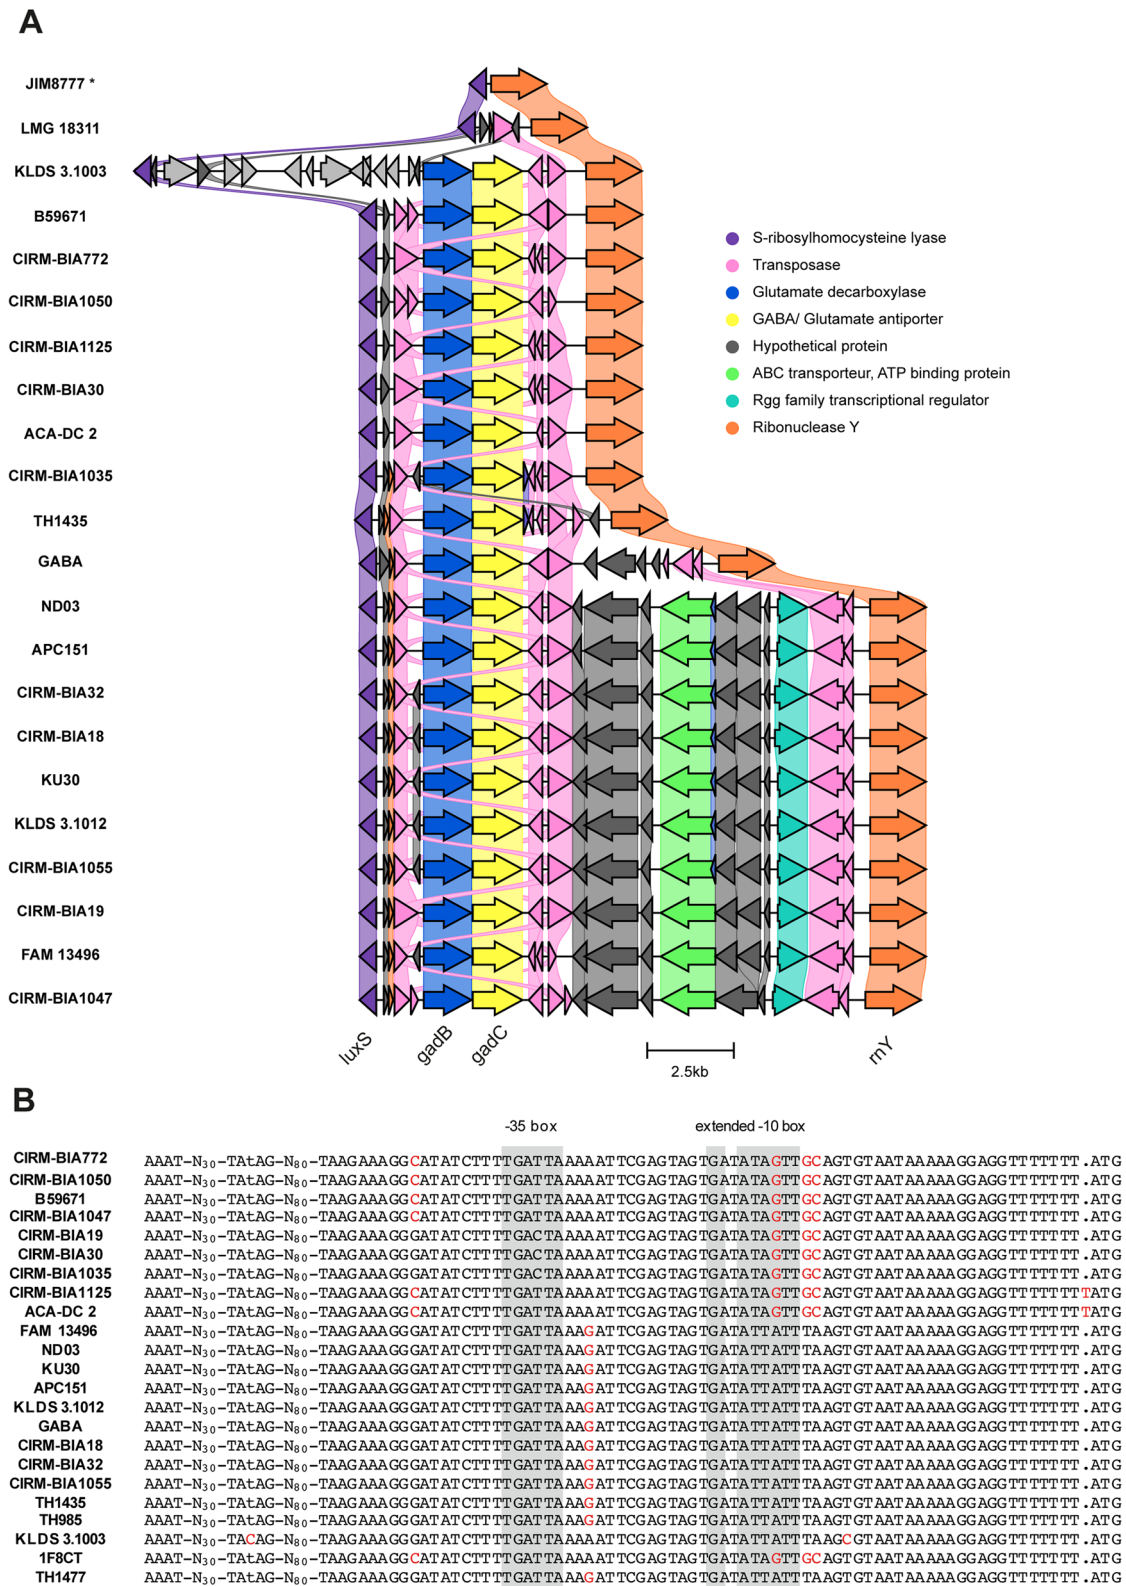 A
JIM8777 *
LMG 18311
KLDS 3.1003
B59671
CIRM-BIA772
CIRM-BIA1050
CIRM-BIA1125
CIRM-BIA30
ACA-DC 2
CIRM-BIA1035
TH1435
GABA
ND03
APC151
CIRM-BIA32
CIRM-BIA18
KU30
KLDS 3.1012
CIRM-BIA1055
CIRM-BIA19
FAM 13496
CIRM-BIA1047
S-ribosylhomocysteine lyase
Transposase
Glutamate decarboxylase
GABA/ Glutamate antiporter
Hypothetical protein
ABC transporteur, ATP binding protein
Rgg family transcriptional regulator
Ribonuclease Y
luxS gadB gadC rnY
2.5kb
B
-35 box extended -10 box
CIRM-BIA772 AAAT-N30-TAtAG-N80-TAAGAAAGGCATATCTTTTGATTAAAAATTCGAGTAGTGATATAGTTGCAGTGTAATAAAAAGGAGGTTTTTTT.ATG
CIRM-BIA1050 AAAT-N30-TAtAG-N80-TAAGAAAGGCATATCTTTTGATTAAAAATTCGAGTAGTGATATAGTTGCAGTGTAATAAAAAGGAGGTTTTTTT.ATG
B59671 AAAT-N30-TAtAG-N80-TAAGAAAGGCATATCTTTTGATTAAAAATTCGAGTAGTGATATAGTTGCAGTGTAATAAAAAGGAGGTTTTTTT.ATG
CIRM-BIA1047 AAAT-N30-TAtAG-N80-TAAGAAAGGCATATCTTTTGATTAAAAATTCGAGTAGTGATATAGTTGCAGTGTAATAAAAAGGAGGTTTTTTT.ATG
CIRM-BIA19 AAAT-N30-TAtAG-N80-TAAGAAAGGGATATCTTTTGACTAAAAATTCGAGTAGTGATATAGTTGCAGTGTAATAAAAAGGAGGTTTTTTT.ATG
CIRM-BIA30 AAAT-N30-TAtAG-N80-TAAGAAAGGGATATCTTTTGACTAAAAATTCGAGTAGTGATATAGTTGCAGTGTAATAAAAAGGAGGTTTTTTT.ATG
CIRM-BIA1035 AAAT-N30-TAtAG-N80-TAAGAAAGGGATATCTTTTGACTAAAAATTCGAGTAGTGATATAGTTGCAGTGTAATAAAAAGGAGGTTTTTTT.ATG
CIRM-BIA1125 AAAT-N30-TAtAG-N80-TAAGAAAGGCATATCTTTTGATTAAAAATTCGAGTAGTGATATAGTTGCAGTGTAATAAAAAGGAGGTTTTTTTTATG
ACA-DC 2 AAAT-N30-TAtAG-N80-TAAGAAAGGCATATCTTTTGATTAAAAATTCGAGTAGTGATATAGTTGCAGTGTAATAAAAAGGAGGTTTTTTTTATG
FAM 13496 AAAT-N30-TAtAG-N80-TAAGAAAGGGATATCTTTTGATTAAAGATTCGAGTAGTGATATTATTTAAGTGTAATAAAAAGGAGGTTTTTTT.ATG
ND03 AAAT-N30-TAtAG-N80-TAAGAAAGGGATATCTTTTGATTAAAGATTCGAGTAGTGATATTATTTAAGTGTAATAAAAAGGAGGTTTTTTT.ATG
KU30 AAAT-N30-TAtAG-N80-TAAGAAAGGGATATCTTTTGATTAAAGATTCGAGTAGTGATATTATTTAAGTGTAATAAAAAGGAGGTTTTTTT.ATG
APC151 AAAT-N30-TAtAG-N80-TAAGAAAGGGATATCTTTTGATTAAAGATTCGAGTAGTGATATTATTTAAGTGTAATAAAAAGGAGGTTTTTTT.ATG
KLDS 3.1012 AAAT-N30-TAtAG-N80-TAAGAAAGGGATATCTTTTGATTAAAGATTCGAGTAGTGATATTATTTAAGTGTAATAAAAAGGAGGTTTTTTT.ATG
GABA AAAT-N30-TAtAG-N80-TAAGAAAGGGATATCTTTTGATTAAAGATTCGAGTAGTGATATTATTTAAGTGTAATAAAAAGGAGGTTTTTTT.ATG
CIRM-BIA18 AAAT-N30-TAtAG-N80-TAAGAAAGGGATATCTTTTGATTAAAGATTCGAGTAGTGATATTATTTAAGTGTAATAAAAAGGAGGTTTTTTT.ATG
CIRM-BIA32 AAAT-N30-TAtAG-N80-TAAGAAAGGGATATCTTTTGATTAAAGATTCGAGTAGTGATATTATTTAAGTGTAATAAAAAGGAGGTTTTTTT.ATG
CIRM-BIA1055 AAAT-N30-TAtAG-N80-TAAGAAAGGGATATCTTTTGATTAAAGATTCGAGTAGTGATATTATTTAAGTGTAATAAAAAGGAGGTTTTTTT.ATG
TH1435 AAAT-N30-TAtAG-N80-TAAGAAAGGGATATCTTTTGATTAAAGATTCGAGTAGTGATATTATTTAAGTGTAATAAAAAGGAGGTTTTTTT.ATG
TH985 AAAT-N30-TAtAG-N80-TAAGAAAGGGATATCTTTTGATTAAAGATTCGAGTAGTGATATTATTTAAGTGTAATAAAAAGGAGGTTTTTTT.ATG
KLDS 3.1003 AAAT-N30-TACAG-N80-TAAGAAAGGGATATCTTTTGATTAAAAATTCGAGTAGTGATATTATTTAAGCGTAATAAAAAGGAGGTTTTTTT.ATG
1F8CT AAAT-N30-TAtAG-N80-TAAGAAAGGCATATCTTTTGATTAAAAATTCGAGTAGTGATATAGTTGCAGTGTAATAAAAAGGAGGTTTTTTT.ATG
TH1477 AAAT-N30-TAtAG-N80-TAAGAAAGGGATATCTTTTGATTAAAGATTCGAGTAGTGATATTATTTAAGTGTAATAAAAAGGAGGTTTTTTT.ATG